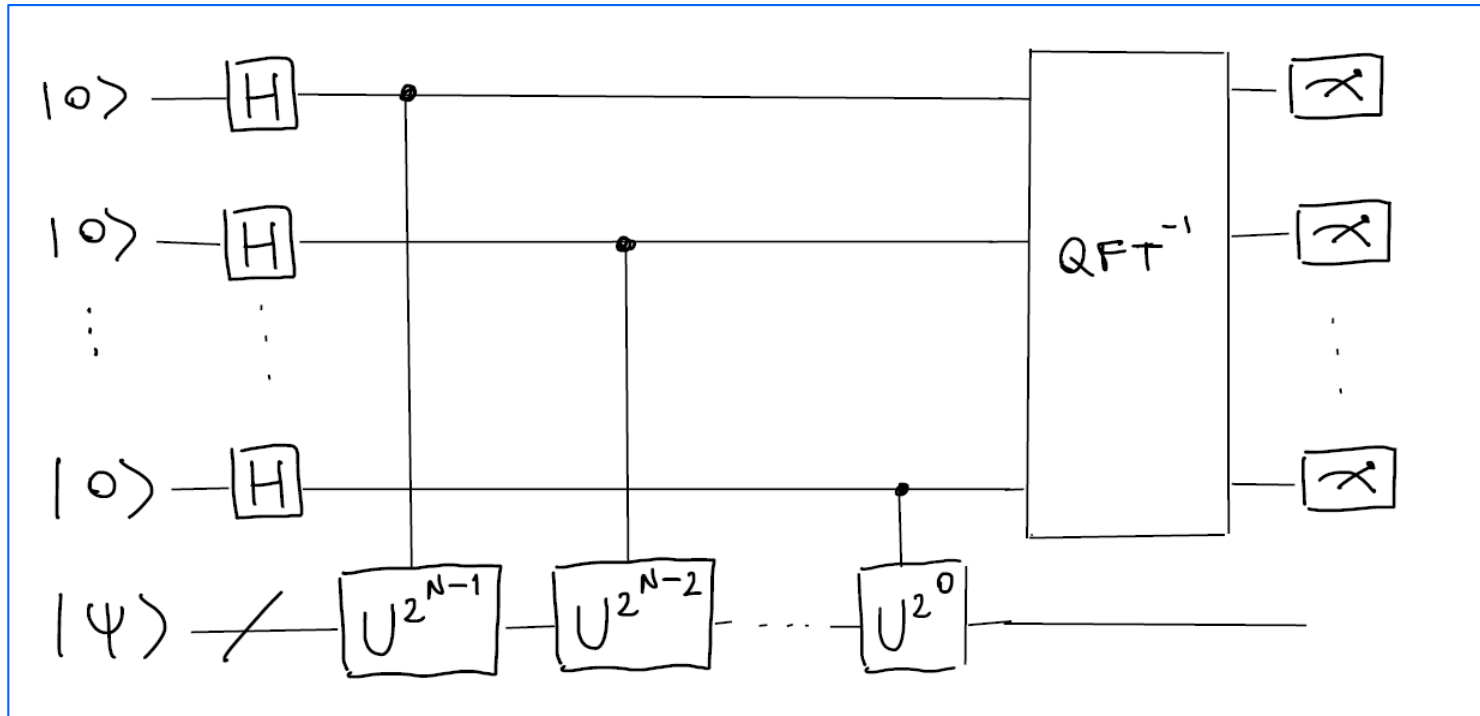 |0⟩ H
|0⟩ H QFT⁻¹
|0⟩ H
|ψ⟩ U^{2^{N-1}} U^{2^{N-2}} ... U^{2^0}